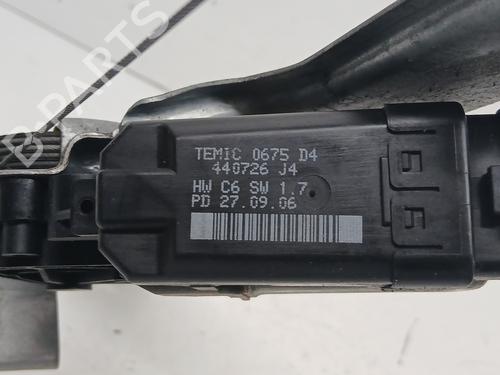 B-PARTS
TEMIC 0675 D4
440726 J4
HW C6 SW 1.7
PD 27.09.06